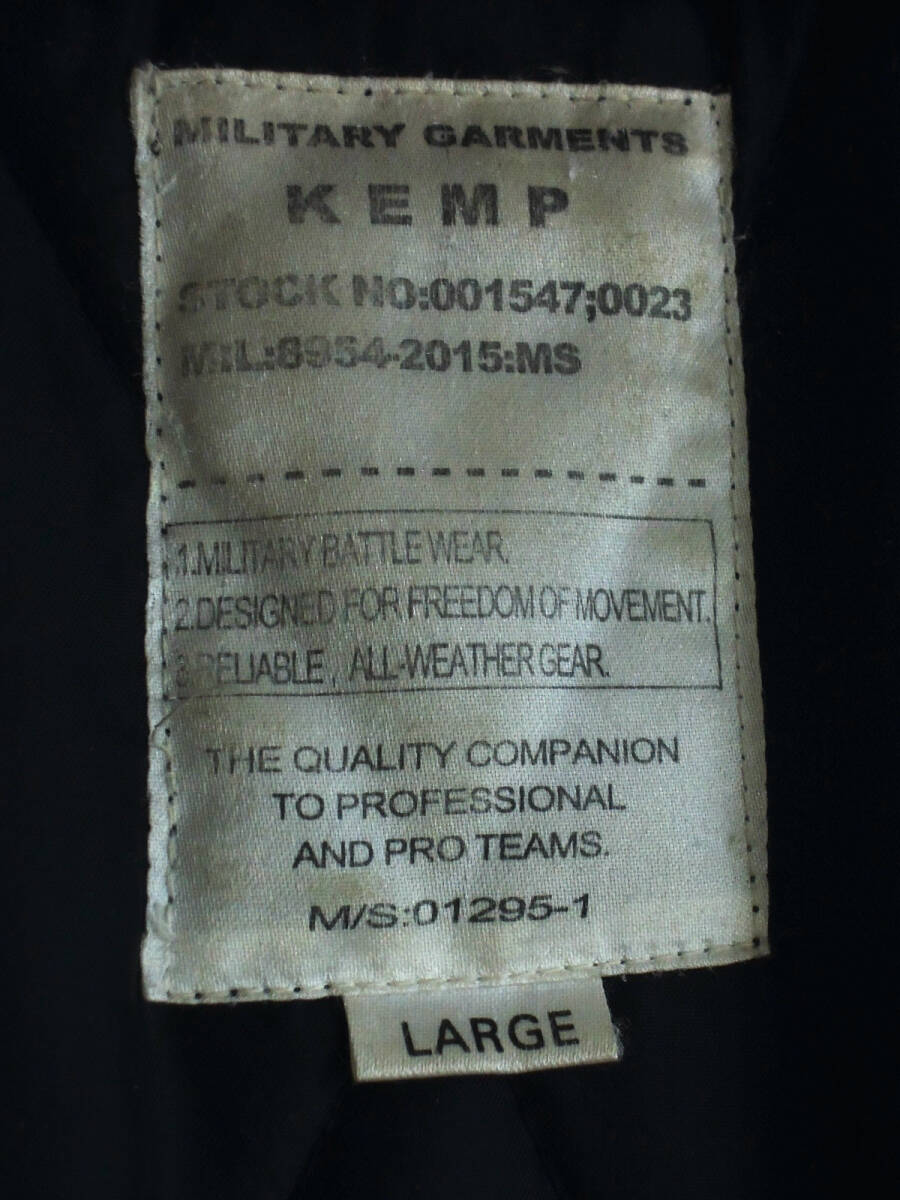 MILITARY GARMENTS
KEMP
STOCK NO:001547;0023
MIL:8954-2015:MS
1.MILITARY BATTLE WEAR.
2.DESIGNED FOR FREEDOM OF MOVEMENT.
3.RELIABLE, ALL-WEATHER GEAR.
THE QUALITY COMPANION
TO PROFESSIONAL
AND PRO TEAMS.
M/S:01295-1
LARGE